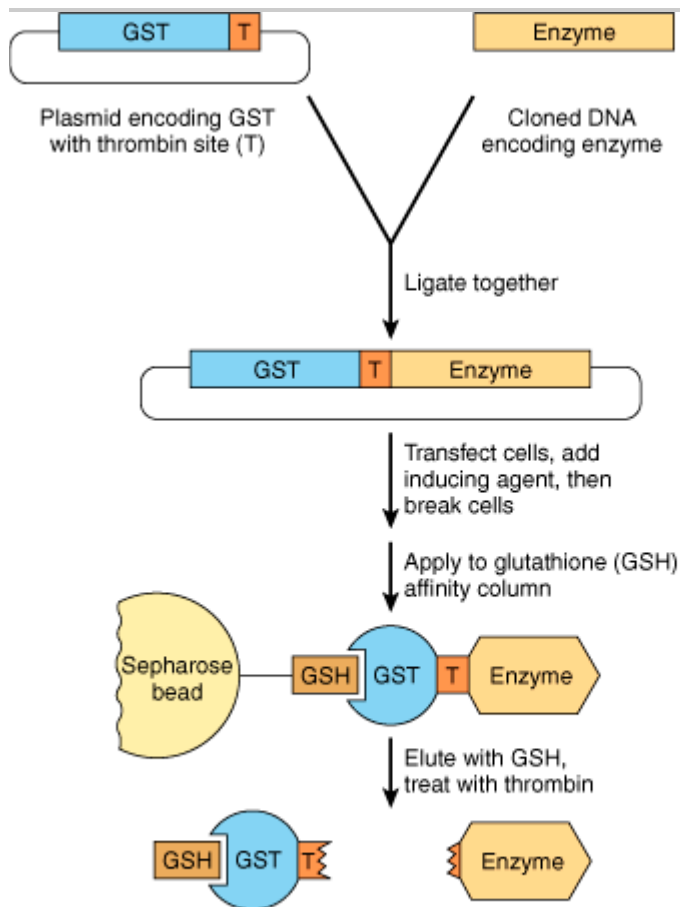 GST T
Enzyme
Plasmid encoding GST
with thrombin site (T)
Cloned DNA
encoding enzyme
Ligate together
GST T Enzyme
Transfect cells, add
inducing agent, then
break cells
Apply to glutathione (GSH)
affinity column
Sepharose
bead
GSH GST T Enzyme
Elute with GSH,
treat with thrombin
GSH GST T Enzyme